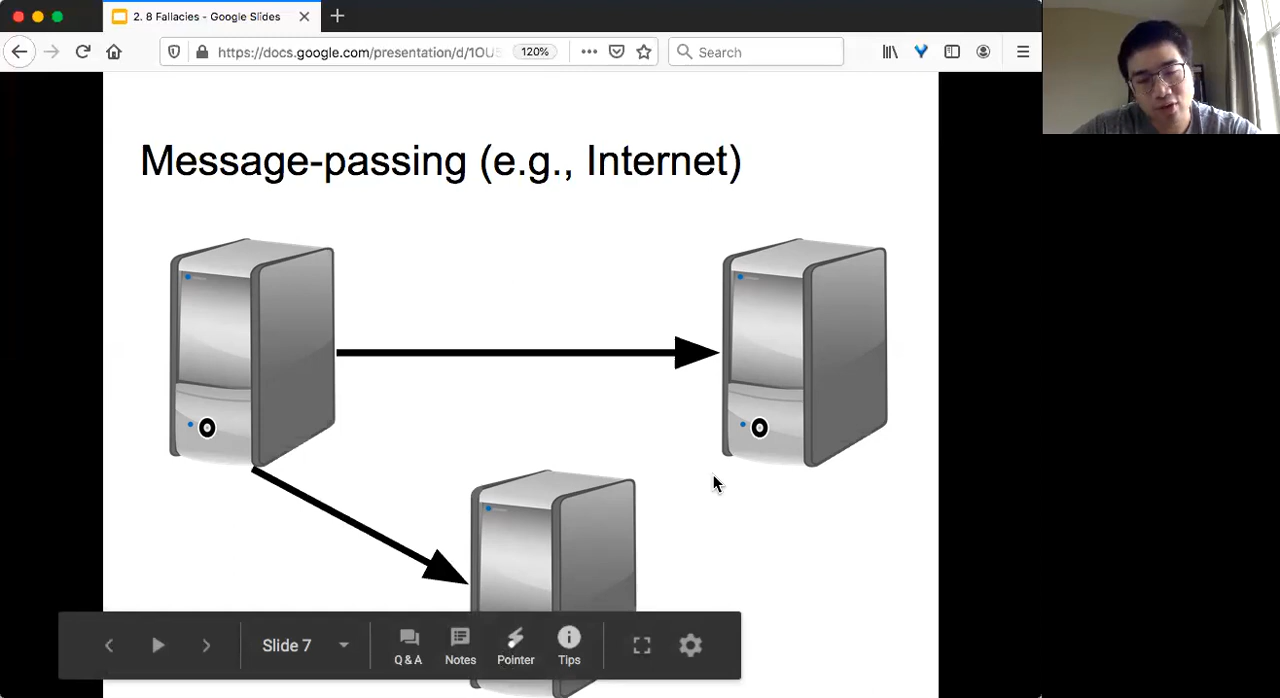 2. 8 Fallacies - Google Slides
https://docs.google.com/presentation/d/1OU5
120%
Search
Message-passing (e.g., Internet)
Slide 7
Q & A
Notes
Pointer
Tips